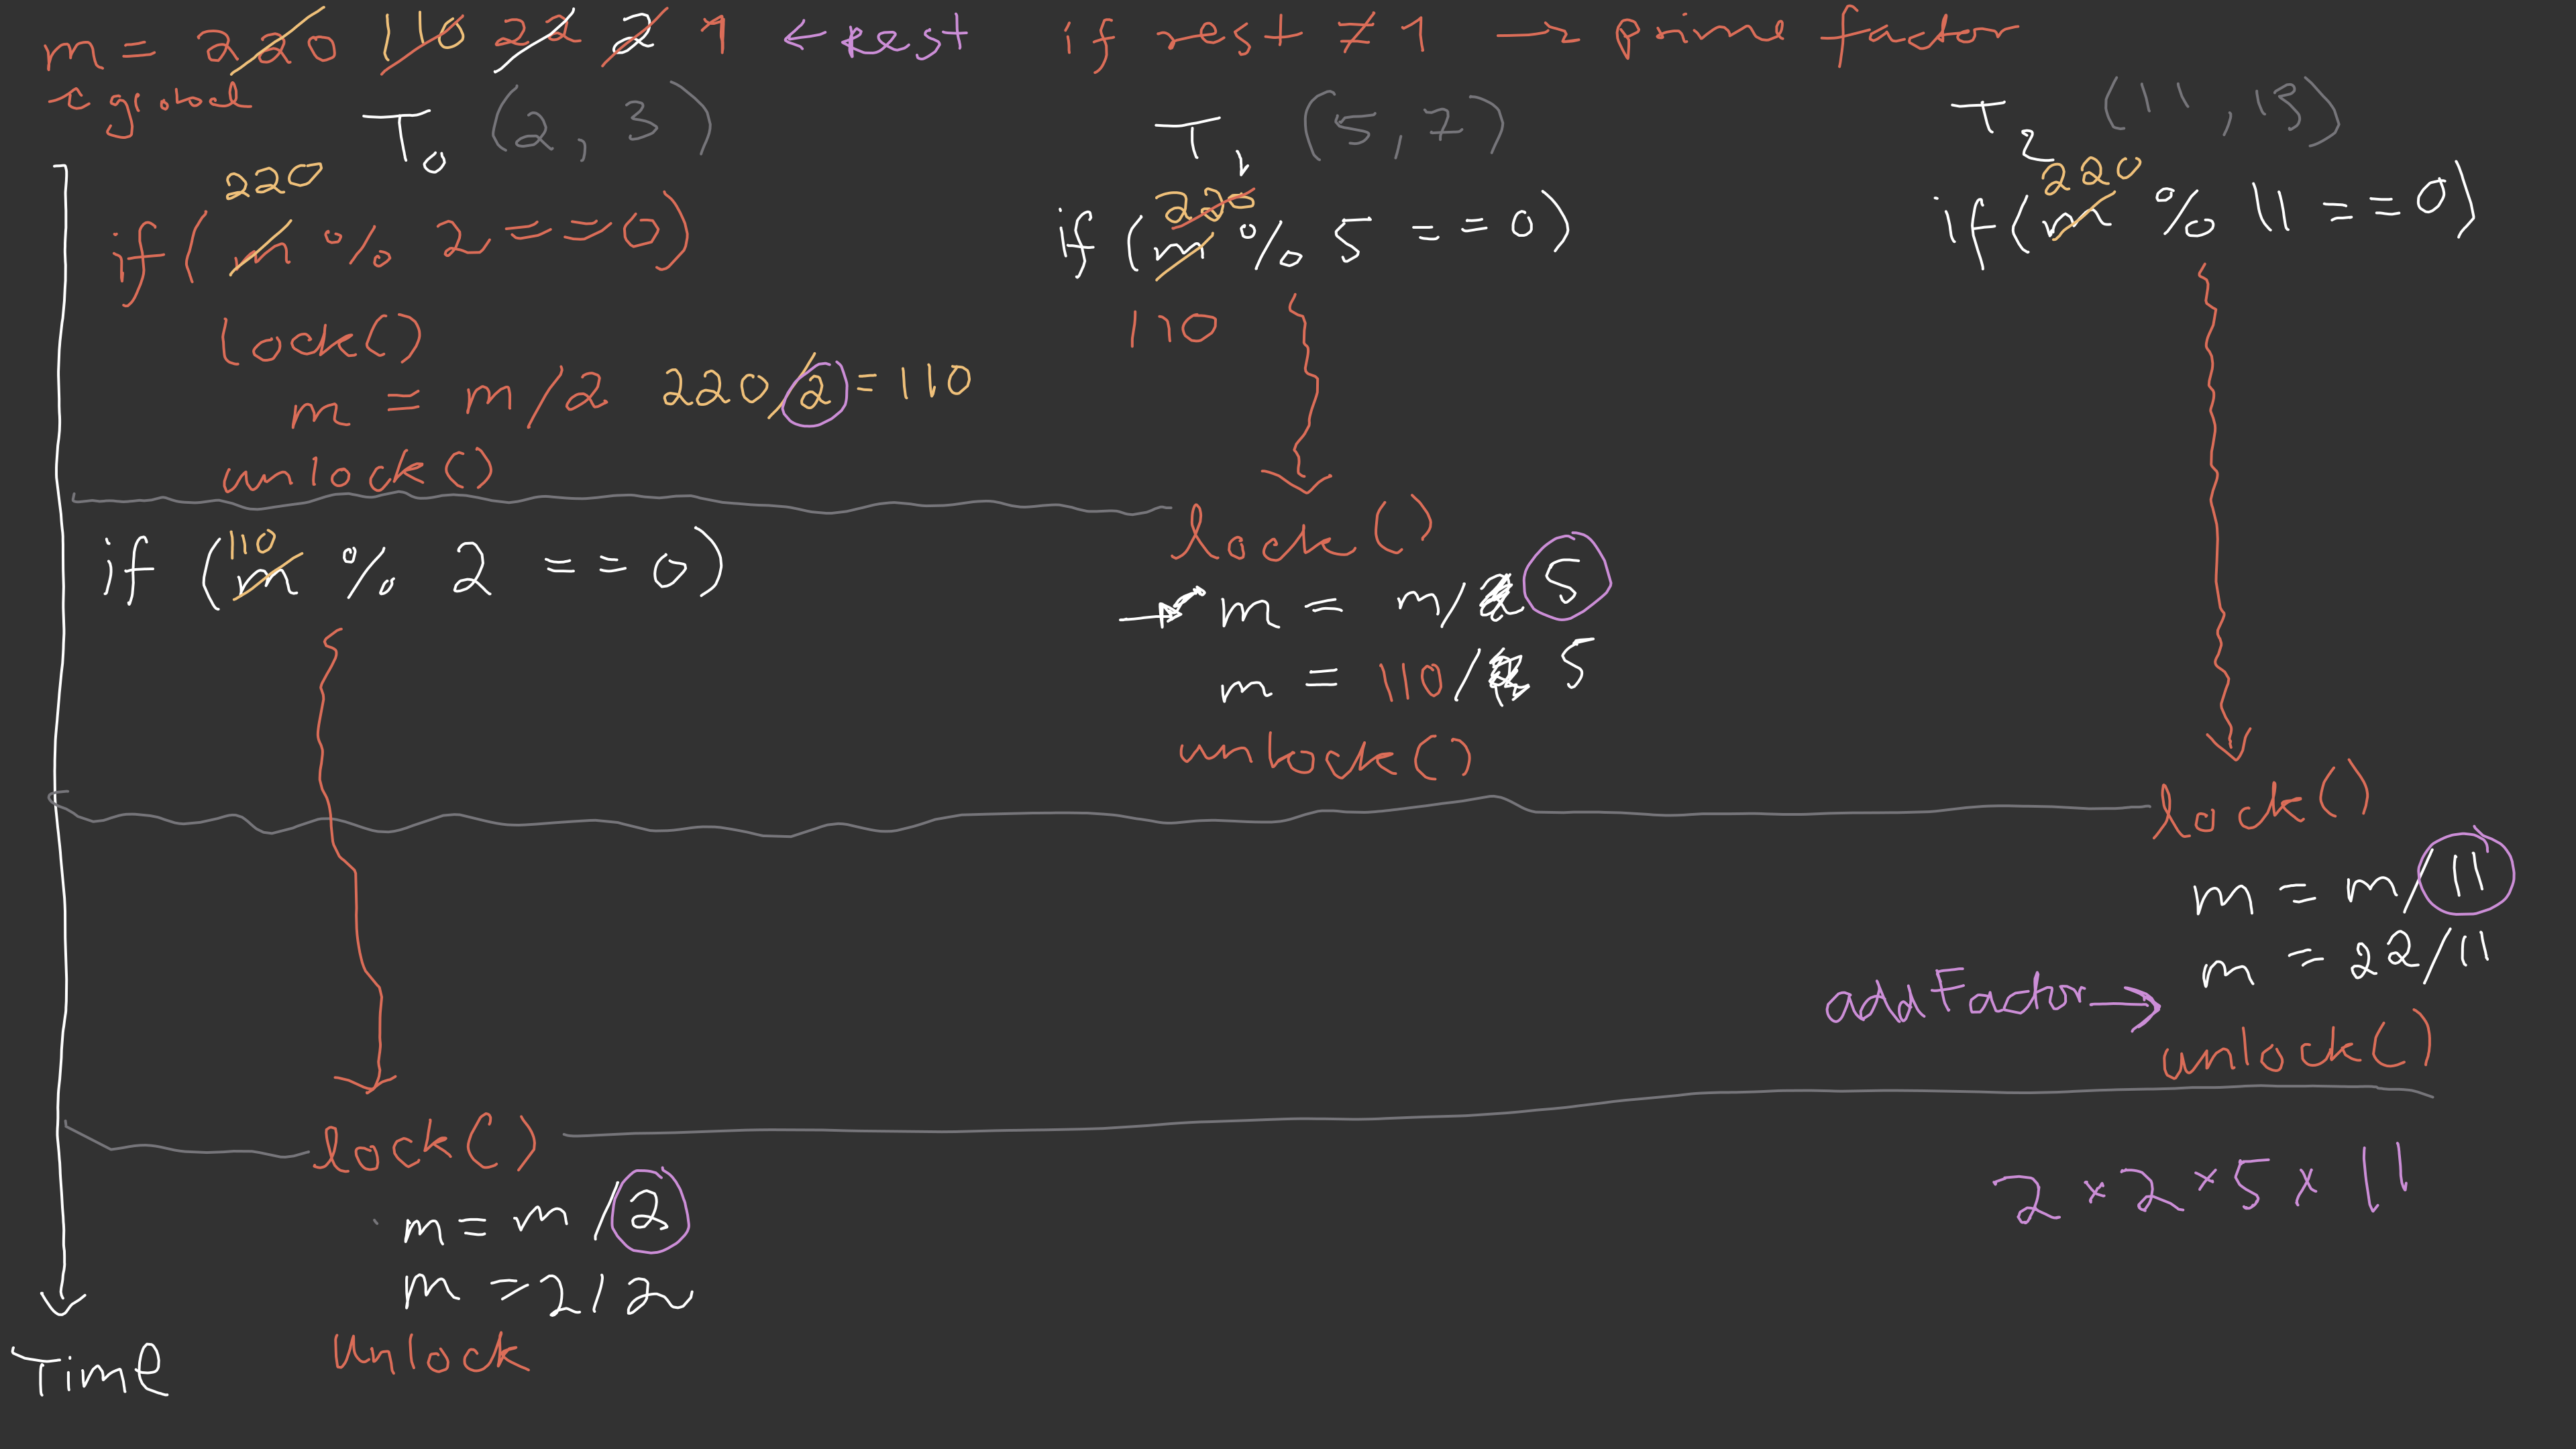 m = 220 110 22 2 1 ← Rest if rest ≠ 1 → prime factor
↑ global
T0 (2, 3) T1 (5, 7) T2 (11, 13)
220 220 220
if (m % 2 == 0) if (m % 5 == 0) if (m % 11 == 0)
lock() 110
m = m/2 220/2 = 110
unlock()
lock()
110
if (m % 2 == 0)
→ m = m/5
m = 110/5
unlock()
lock()
m = m/11
m = 22/11
addFactor →
unlock()
lock()
2 × 2 × 5 × 11
m = m/2
m = 2/2
unlock
Time